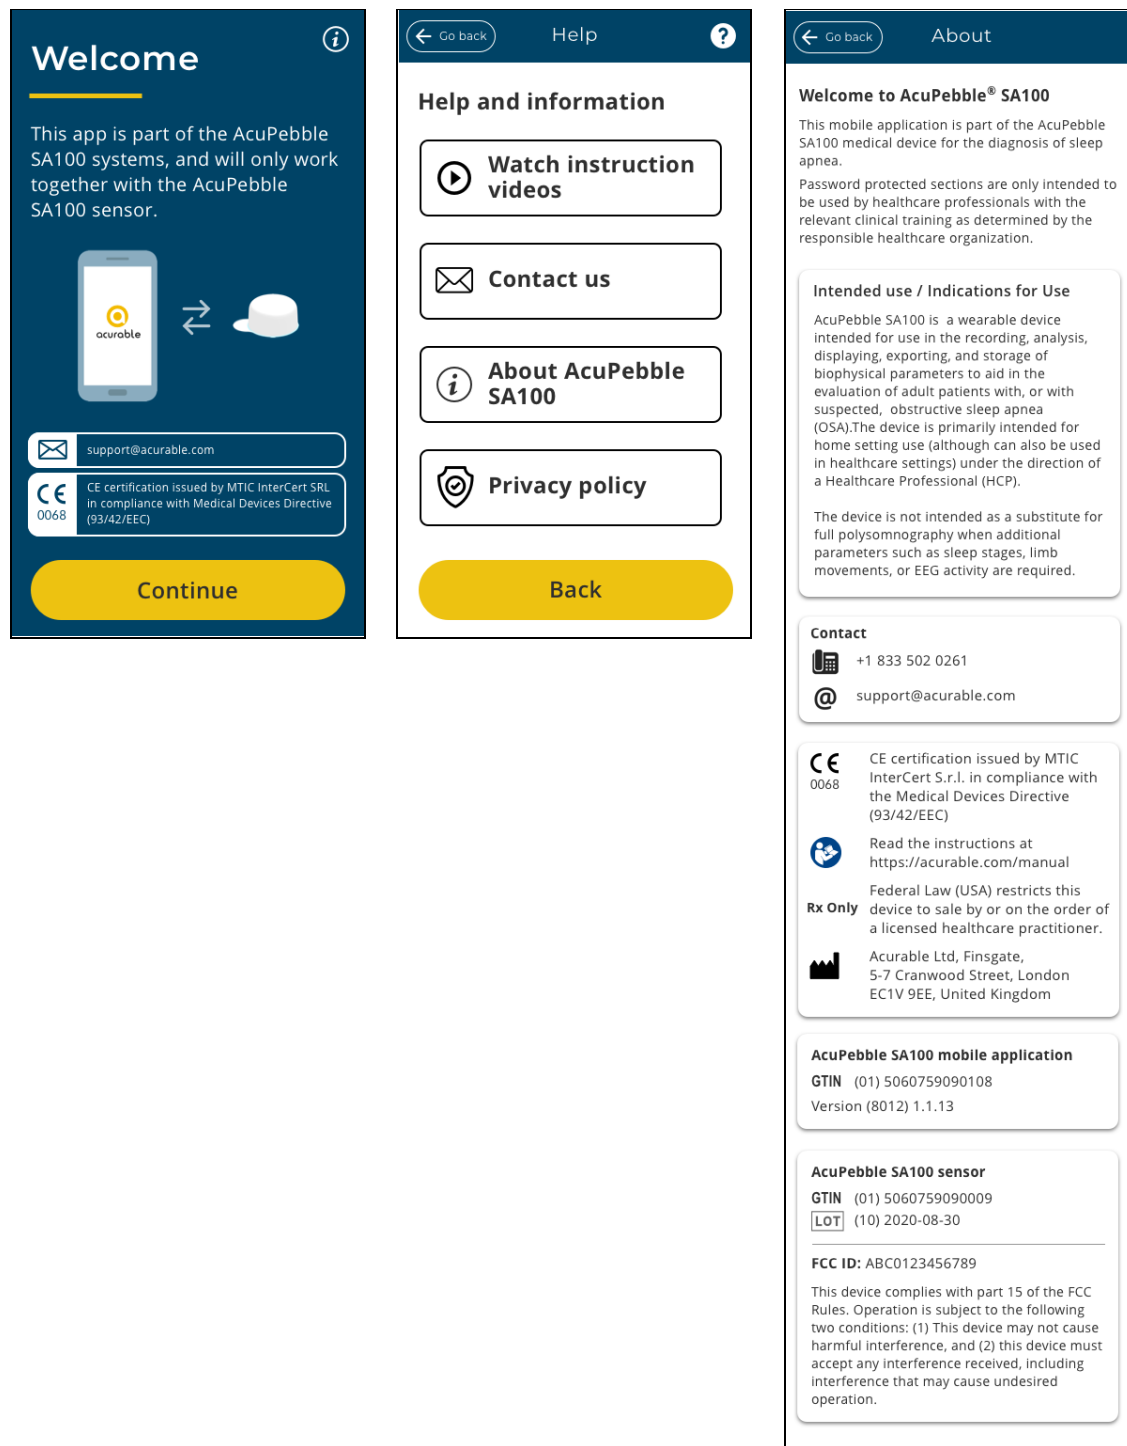 Welcome
This app is part of the AcuPebble
SA100 systems, and will only work
together with the AcuPebble
SA100 sensor.
acurable
support@acurable.com
CE
0068
CE certification issued by MTIC InterCert SRL
in compliance with Medical Devices Directive
(93/42/EEC)
Continue
Go back
Help
?
Help and information
Watch instruction
videos
Contact us
About AcuPebble
SA100
Privacy policy
Back
Go back
About
Welcome to AcuPebble® SA100
This mobile application is part of the AcuPebble
SA100 medical device for the diagnosis of sleep
apnea.
Password protected sections are only intended to
be used by healthcare professionals with the
relevant clinical training as determined by the
responsible healthcare organization.
Intended use / Indications for Use
AcuPebble SA100 is a wearable device
intended for use in the recording, analysis,
displaying, exporting, and storage of
biophysical parameters to aid in the
evaluation of adult patients with, or with
suspected, obstructive sleep apnea
(OSA).The device is primarily intended for
home setting use (although can also be used
in healthcare settings) under the direction of
a Healthcare Professional (HCP).
The device is not intended as a substitute for
full polysomnography when additional
parameters such as sleep stages, limb
movements, or EEG activity are required.
Contact
+1 833 502 0261
@ support@acurable.com
CE
0068
CE certification issued by MTIC
InterCert S.r.l. in compliance with
the Medical Devices Directive
(93/42/EEC)
Read the instructions at
https://acurable.com/manual
Rx Only
Federal Law (USA) restricts this
device to sale by or on the order of
a licensed healthcare practitioner.
Acurable Ltd, Finsgate,
5-7 Cranwood Street, London
EC1V 9EE, United Kingdom
AcuPebble SA100 mobile application
GTIN (01) 5060759090108
Version (8012) 1.1.13
AcuPebble SA100 sensor
GTIN (01) 5060759090009
LOT (10) 2020-08-30
FCC ID: ABC0123456789
This device complies with part 15 of the FCC
Rules. Operation is subject to the following
two conditions: (1) This device may not cause
harmful interference, and (2) this device must
accept any interference received, including
interference that may cause undesired
operation.